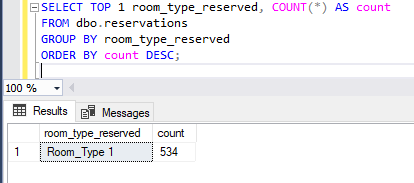 SELECT TOP 1 room_type_reserved, COUNT(*) AS count
FROM dbo.reservations
GROUP BY room_type_reserved
ORDER BY count DESC;
100 %
Results Messages
room_type_reserved count
1 Room_Type 1 534